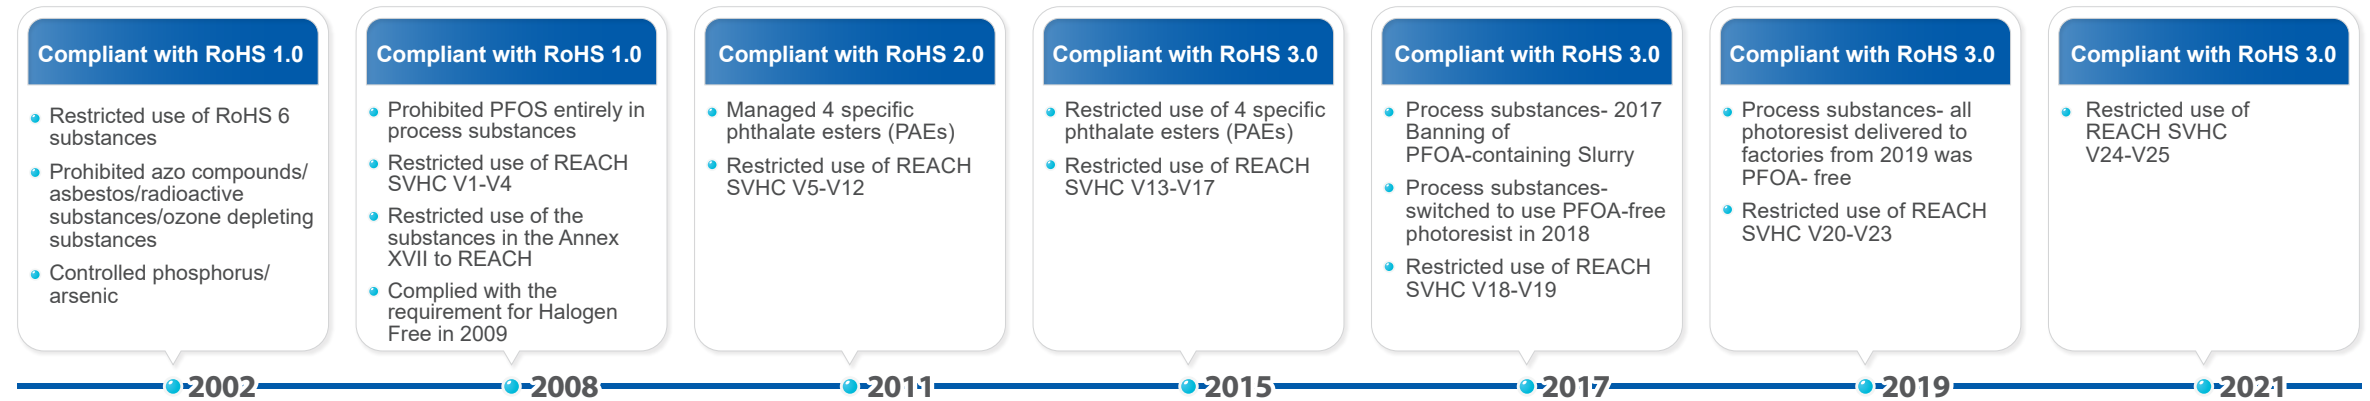 Compliant with RoHS 1.0
Restricted use of RoHS 6
substances
Prohibited azo compounds/
asbestos/radioactive
substances/ozone depleting
substances
Controlled phosphorus/
arsenic
2002
Compliant with RoHS 1.0
Prohibited PFOS entirely in
process substances
Restricted use of REACH
SVHC V1-V4
Restricted use of the
substances in the Annex
XVII to REACH
Complied with the
requirement for Halogen
Free in 2009
2008
Compliant with RoHS 2.0
Managed 4 specific
phthalate esters (PAEs)
Restricted use of REACH
SVHC V5-V12
2011
Compliant with RoHS 3.0
Restricted use of 4 specific
phthalate esters (PAEs)
Restricted use of REACH
SVHC V13-V17
2015
Compliant with RoHS 3.0
Process substances- 2017
Banning of
PFOA-containing Slurry
Process substances-
switched to use PFOA-free
photoresist in 2018
Restricted use of REACH
SVHC V18-V19
2017
Compliant with RoHS 3.0
Process substances- all
photoresist delivered to
factories from 2019 was
PFOA- free
Restricted use of REACH
SVHC V20-V23
2019
Compliant with RoHS 3.0
Restricted use of
REACH SVHC
V24-V25
2021